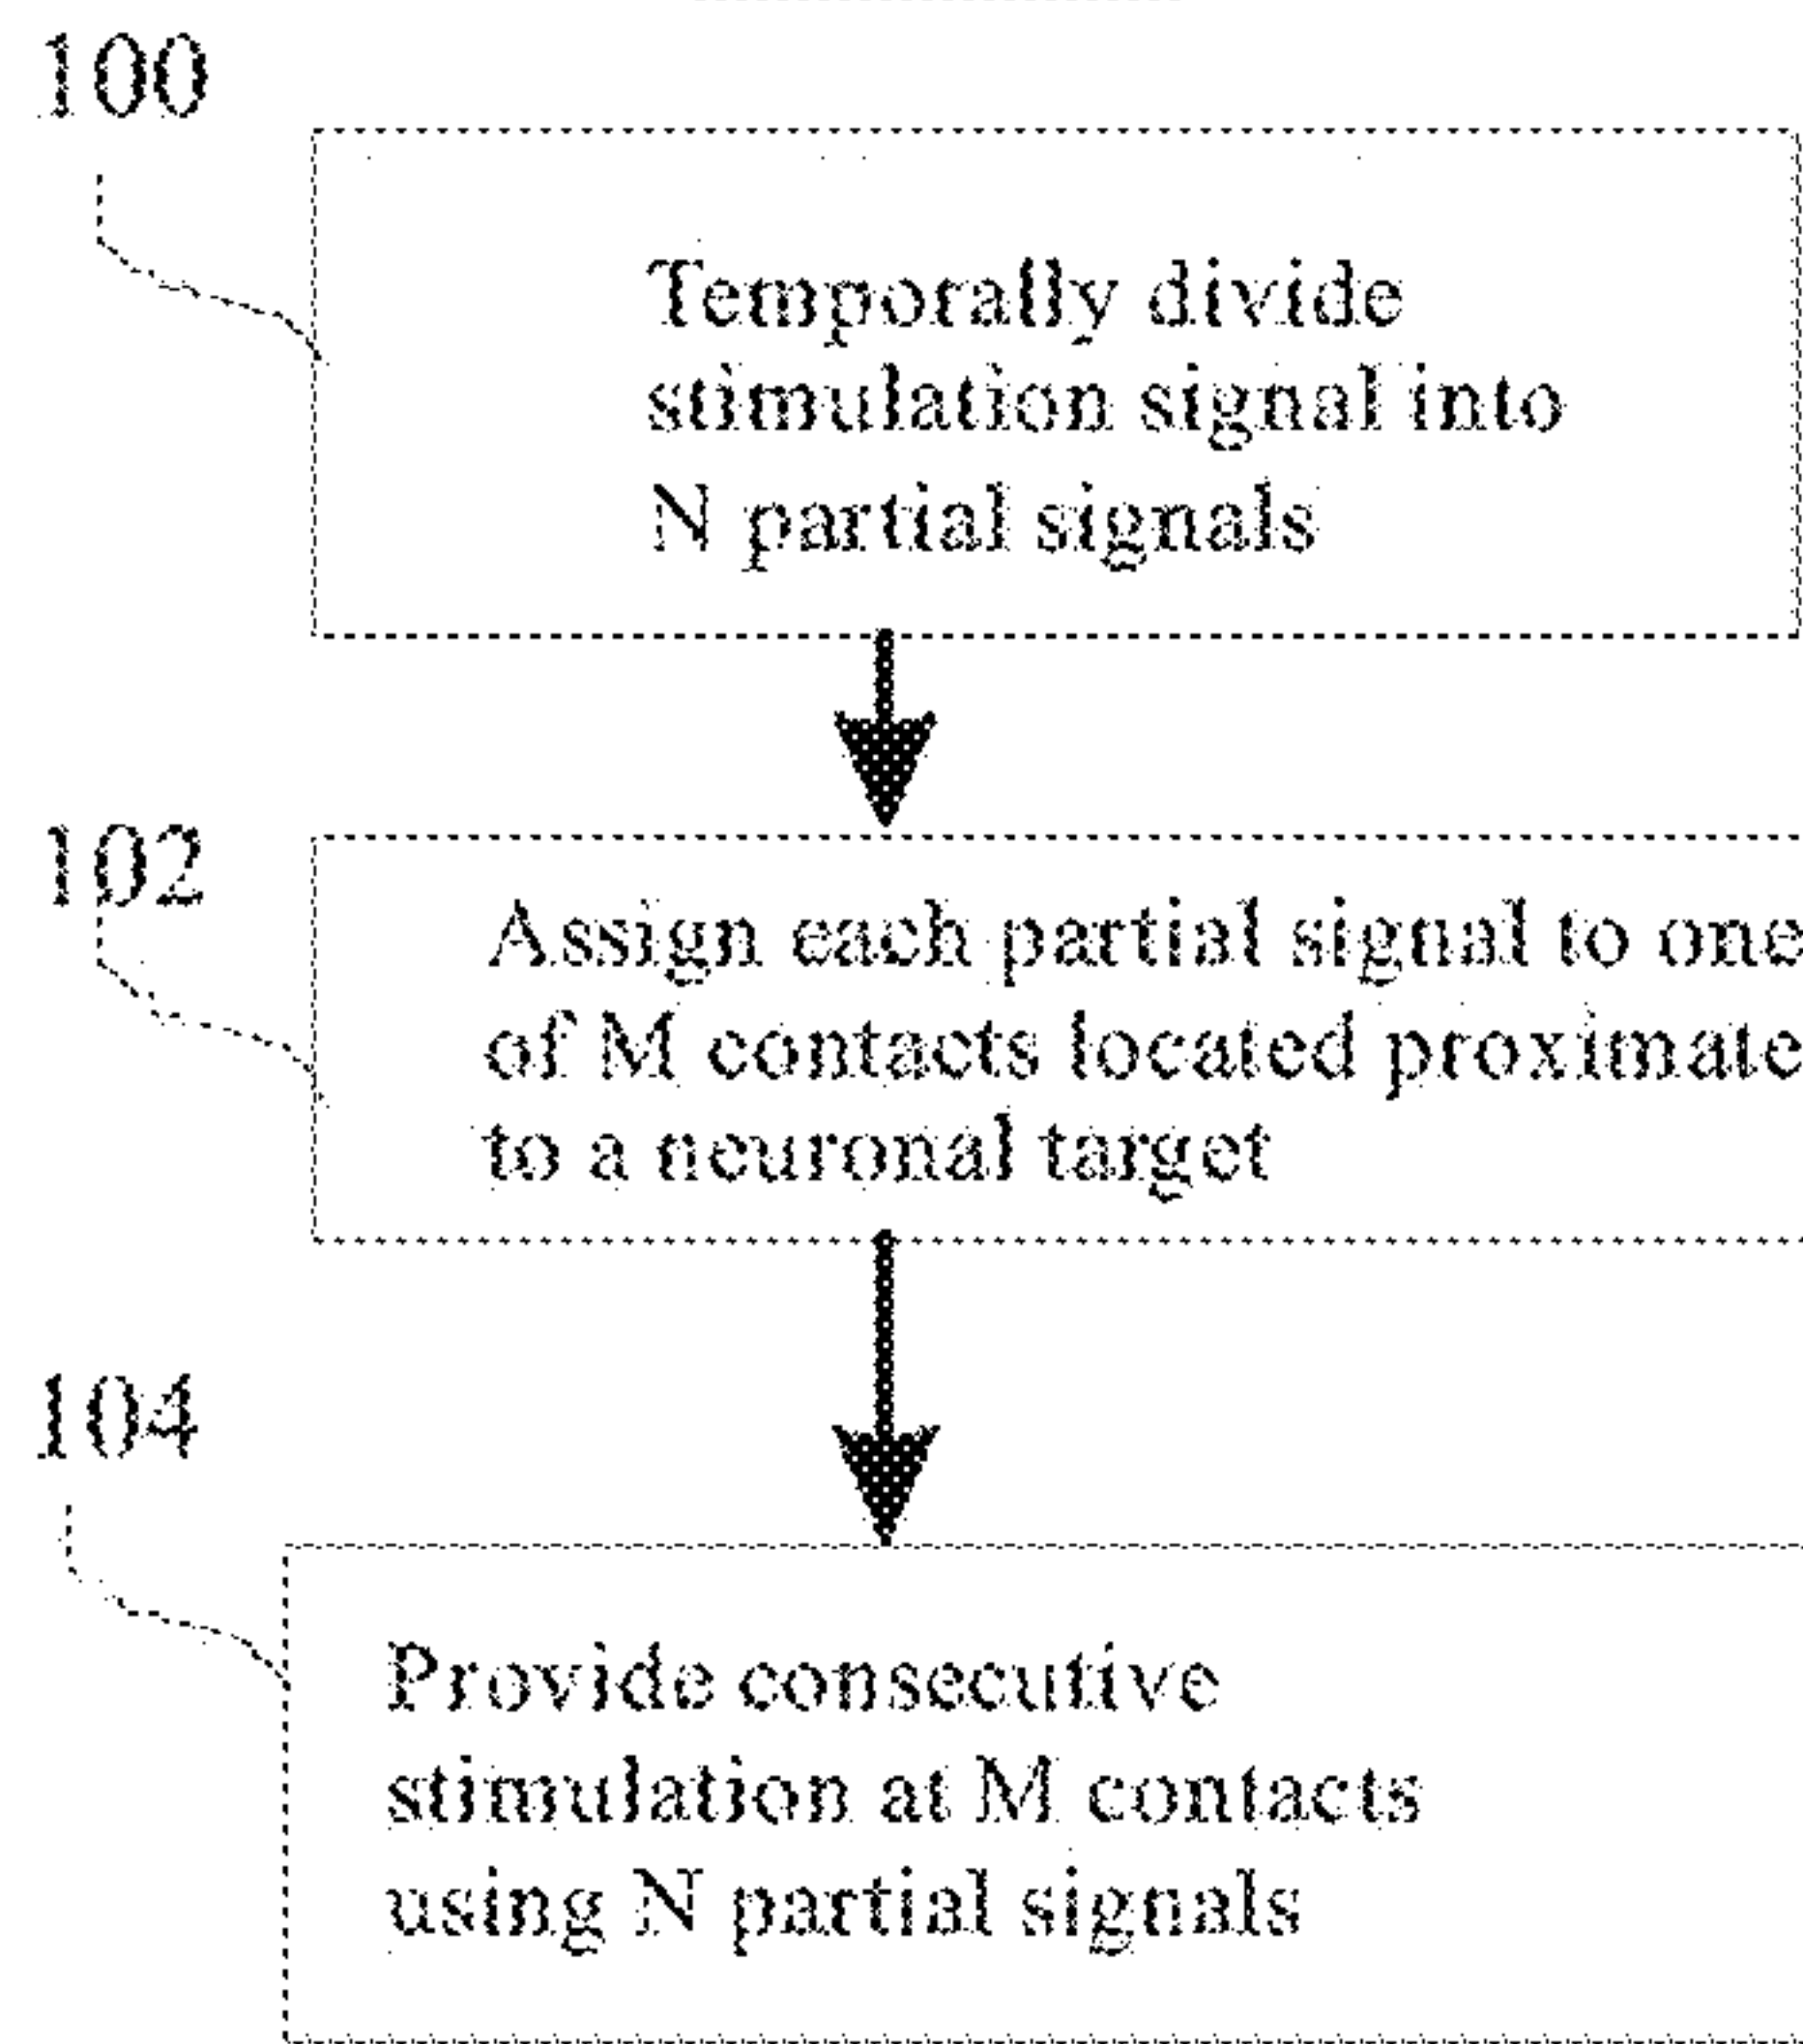 100
Temporally divide
stimulation signal into
N partial signals
102
Assign each partial signal to one
of M contacts located proximate
to a neuronal target
104
Provide consecutive
stimulation at M contacts
using N partial signals